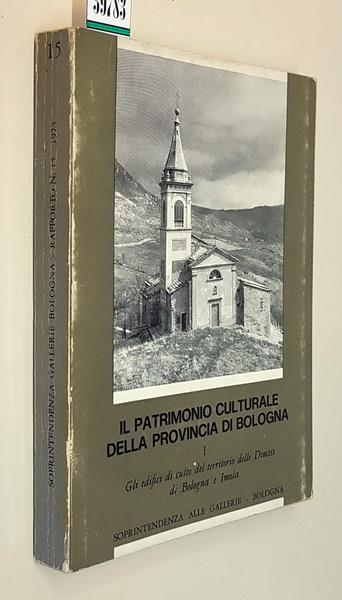 59783
15
SOPRINTENDENZA GALLERIE BOLOGNA - RAPPORTO N. 15 - 1973
IL PATRIMONIO CULTURALE
DELLA PROVINCIA DI BOLOGNA
I
Gli edifici di culto del territorio delle Diocesi
di Bologna e Imola
SOPRINTENDENZA ALLE GALLERIE - BOLOGNA